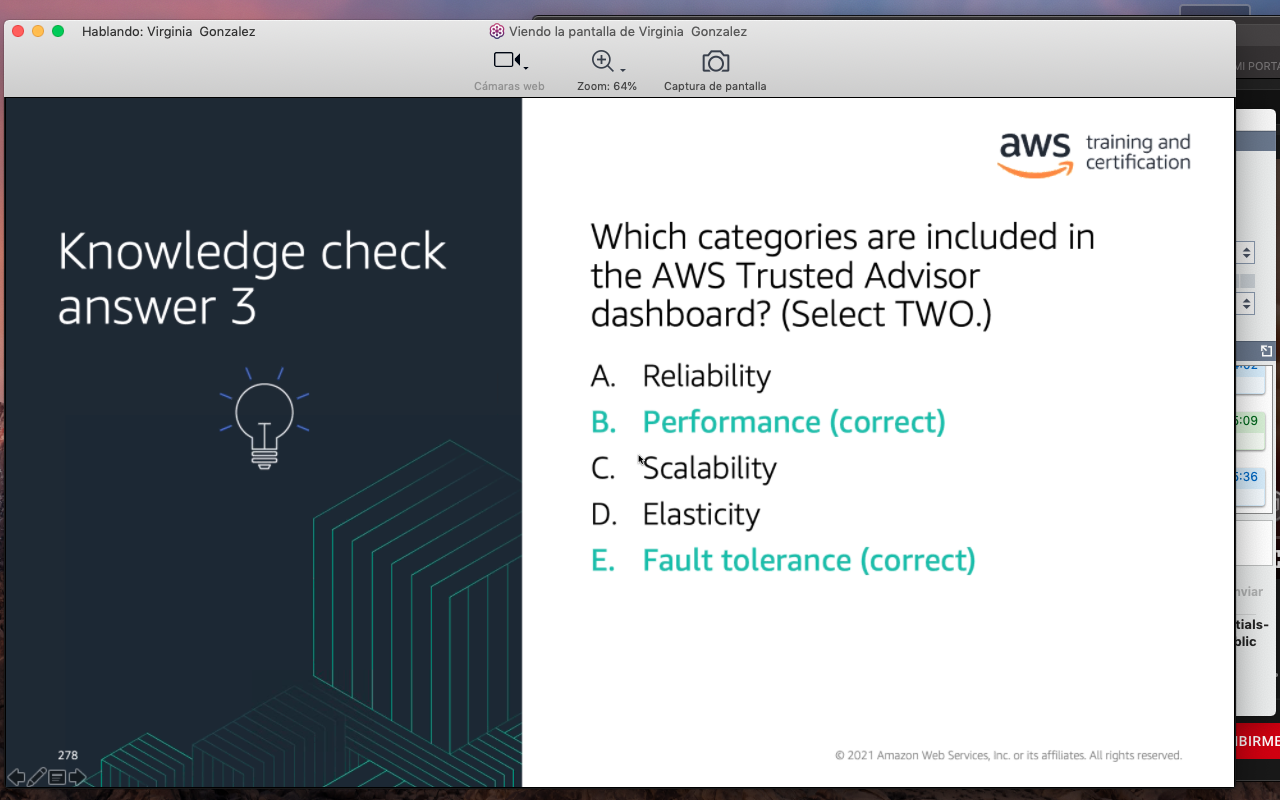 Hablando: Virginia Gonzalez
Viendo la pantalla de Virginia Gonzalez
Cámaras web
Zoom: 64%
Captura de pantalla
MI PORTA
Knowledge check
answer 3
278
aws training and
certification
Which categories are included in
the AWS Trusted Advisor
dashboard? (Select TWO.)
A. Reliability
B. Performance (correct)
C. Scalability
D. Elasticity
E. Fault tolerance (correct)
© 2021 Amazon Web Services, Inc. or its affiliates. All rights reserved.
5:09
5:36
nviar
tials-
blic
IBIRME